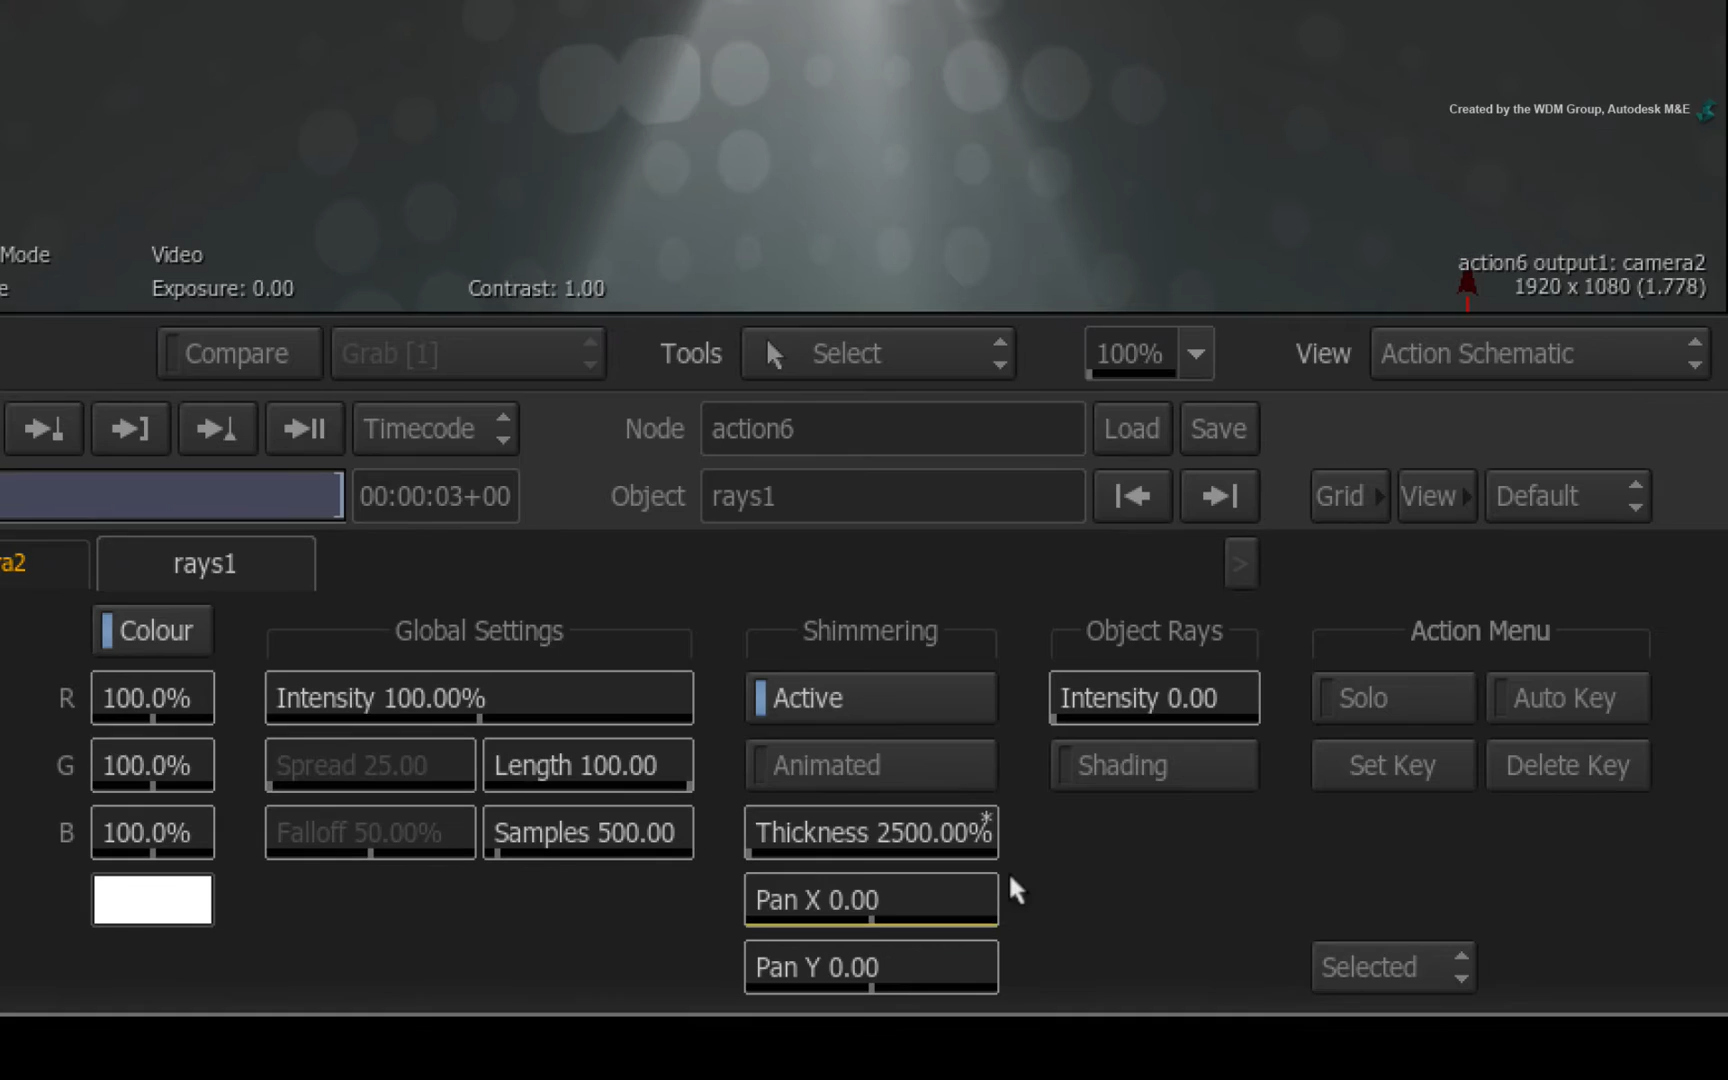 Created by the WDM Group, Autodesk M&E
Mode
Video
e
Exposure: 0.00
Contrast: 1.00
action6 output1: camera2
1920 x 1080 (1.778)
Compare
Grab [1]
Tools
Select
100%
View
Action Schematic
Timecode
Node
action6
Load
Save
00:00:03+00
Object
rays1
Grid
View
Default
ra2
rays1
>
Colour
Global Settings
Shimmering
Object Rays
Action Menu
R
100.0%
Intensity 100.00%
Active
Intensity 0.00
Solo
Auto Key
G
100.0%
Spread 25.00
Length 100.00
Animated
Shading
Set Key
Delete Key
B
100.0%
Falloff 50.00%
Samples 500.00
Thickness 2500.00%*
Pan X 0.00
Pan Y 0.00
Selected